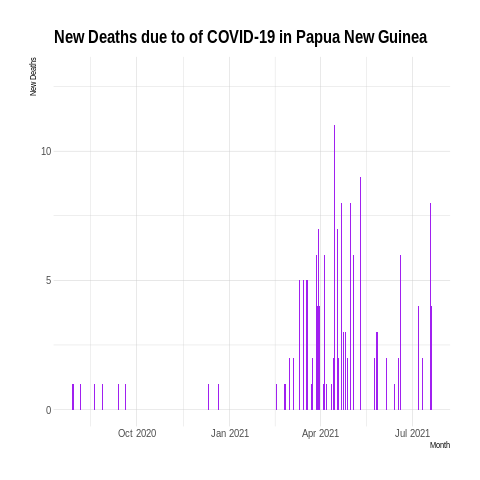 New Deaths due to of COVID-19 in Papua New Guinea
New Deaths
10
5
0
Oct 2020 Jan 2021 Apr 2021 Jul 2021
Month